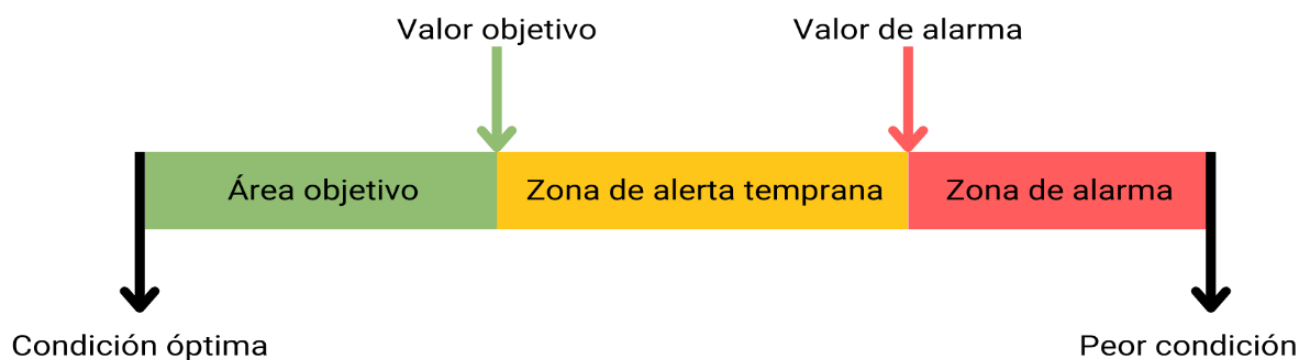 Valor objetivo
Valor de alarma
Área objetivo
Zona de alerta temprana
Zona de alarma
Condición óptima
Peor condición